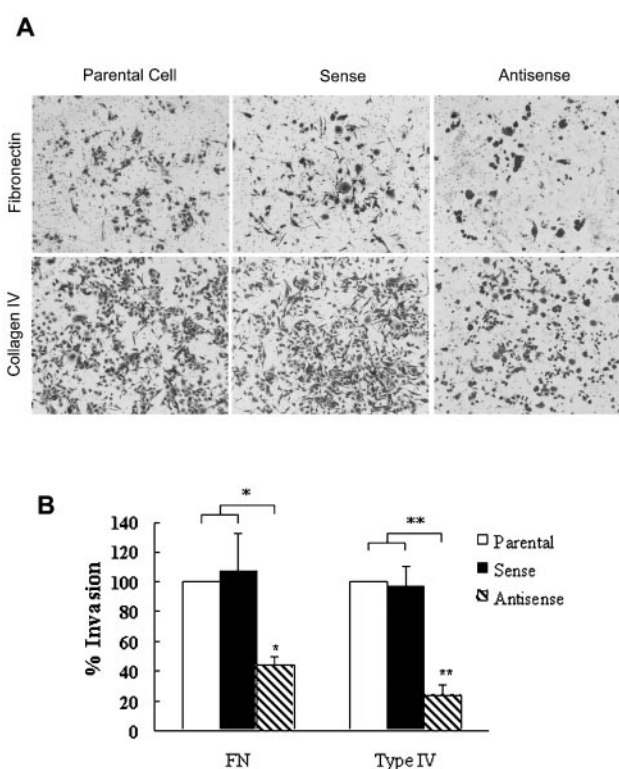 A
Parental Cell Sense Antisense
Fibronectin
Collagen IV
B
* **
140
120
100
80
60
40
20
0
% Invasion
* **
Parental
Sense
Antisense
FN Type IV